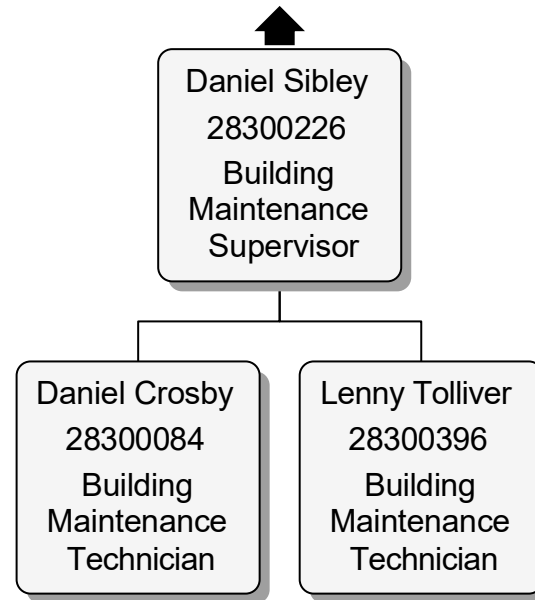 Daniel Sibley
28300226
Building
Maintenance
Supervisor
Daniel Crosby
28300084
Building
Maintenance
Technician
Lenny Tolliver
28300396
Building
Maintenance
Technician